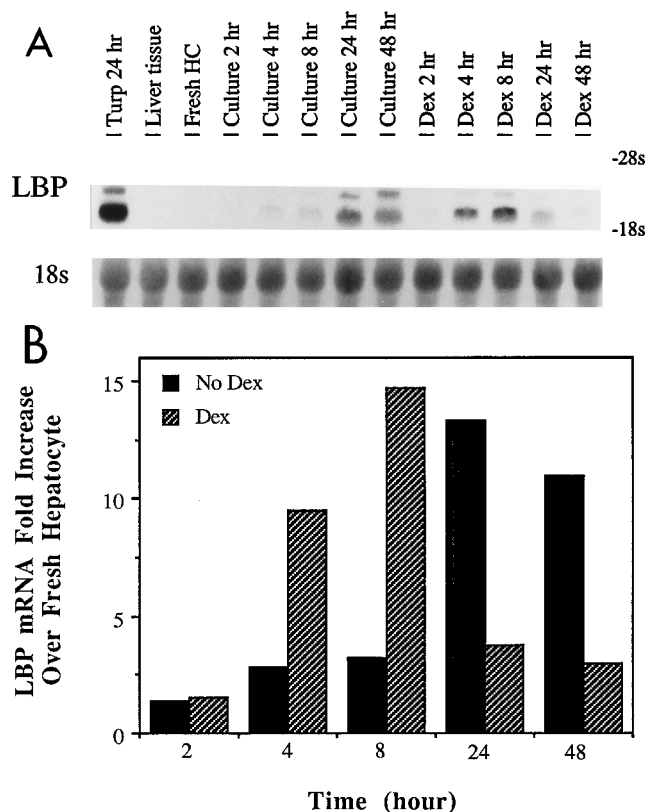 A
Turp 24 hr
Liver tissue
Fresh HC
Culture 2 hr
Culture 4 hr
Culture 8 hr
Culture 24 hr
Culture 48 hr
Dex 2 hr
Dex 4 hr
Dex 8 hr
Dex 24 hr
Dex 48 hr
-28s
LBP
-18s
18s
B
No Dex
Dex
LBP mRNA Fold Increase
Over Fresh Hepatocyte
15
10
5
0
2 4 8 24 48
Time (hour)